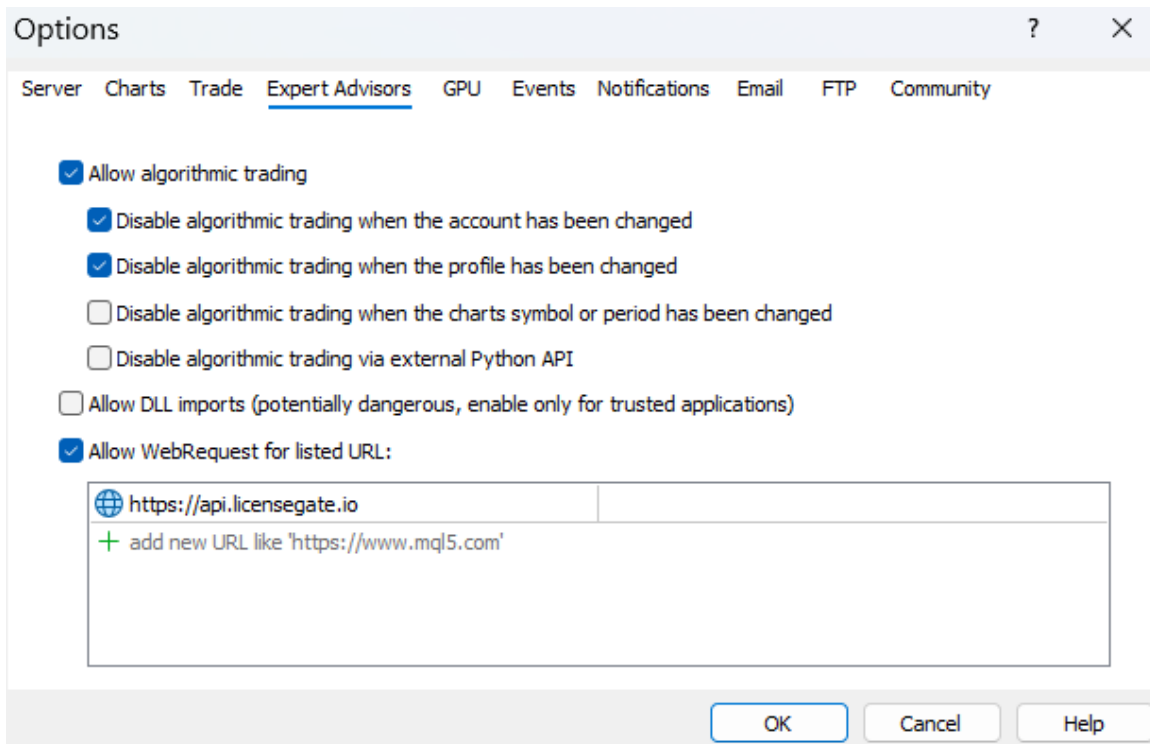 Options ?
Server Charts Trade Expert Advisors GPU Events Notifications Email FTP Community
Allow algorithmic trading
Disable algorithmic trading when the account has been changed
Disable algorithmic trading when the profile has been changed
Disable algorithmic trading when the charts symbol or period has been changed
Disable algorithmic trading via external Python API
Allow DLL imports (potentially dangerous, enable only for trusted applications)
Allow WebRequest for listed URL:
https://api.licensegate.io
add new URL like 'https://www.mql5.com'
OK Cancel Help